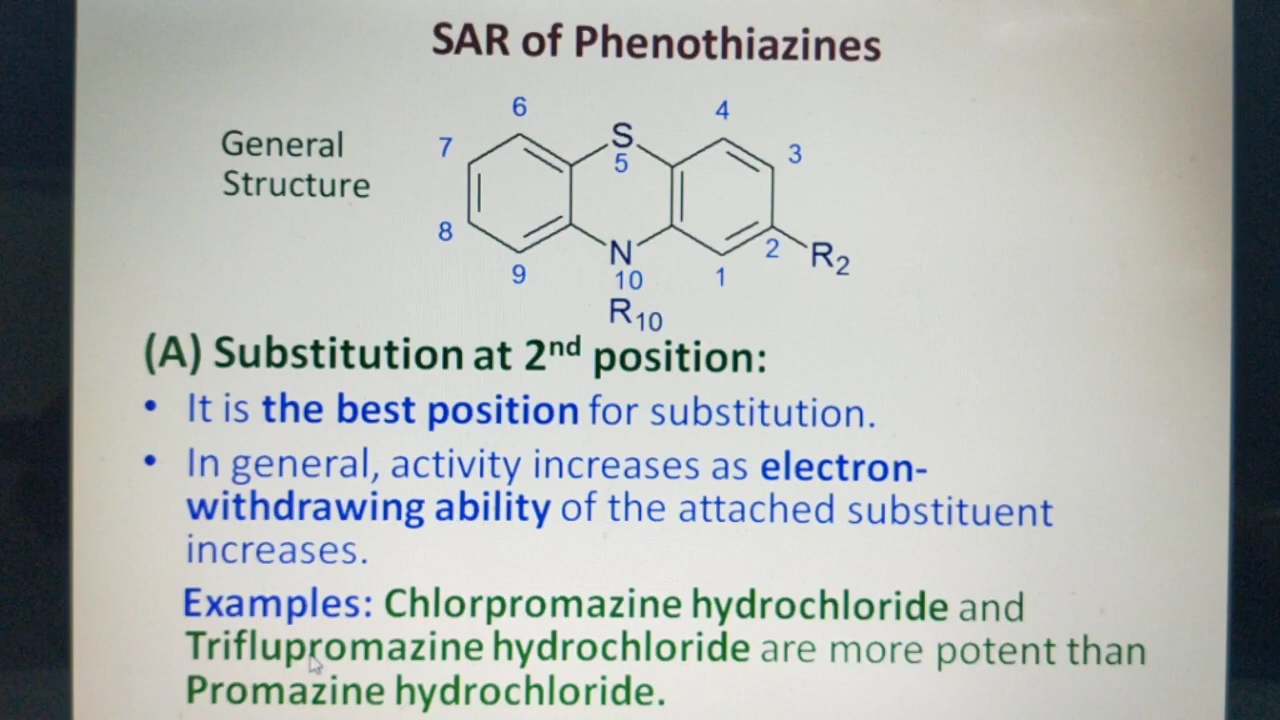 SAR of Phenothiazines
General
Structure
6
4
7
S
5
3
8
N
2
R₂
9
10
1
R₁₀
(A) Substitution at 2ⁿᵈ position:
• It is the best position for substitution.
• In general, activity increases as electron-
withdrawing ability of the attached substituent
increases.
Examples: Chlorpromazine hydrochloride and
Triflupromazine hydrochloride are more potent than
Promazine hydrochloride.